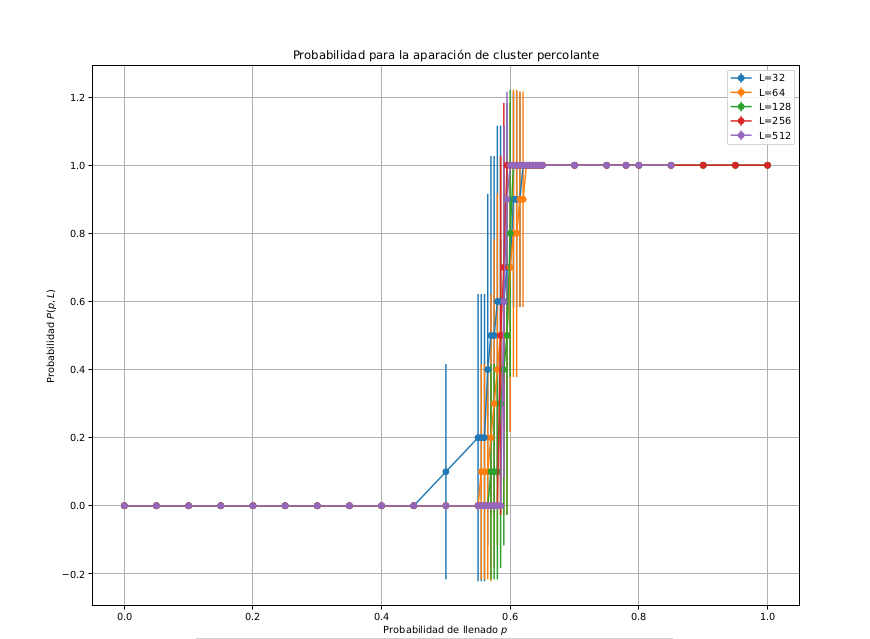 Probabilidad para la aparación de cluster percolante
L=32
L=64
L=128
L=256
L=512
1.2
1.0
0.8
0.6
0.4
0.2
0.0
−0.2
Probabilidad P(p, L)
0.0 0.2 0.4 0.6 0.8 1.0
Probabilidad de llenado p